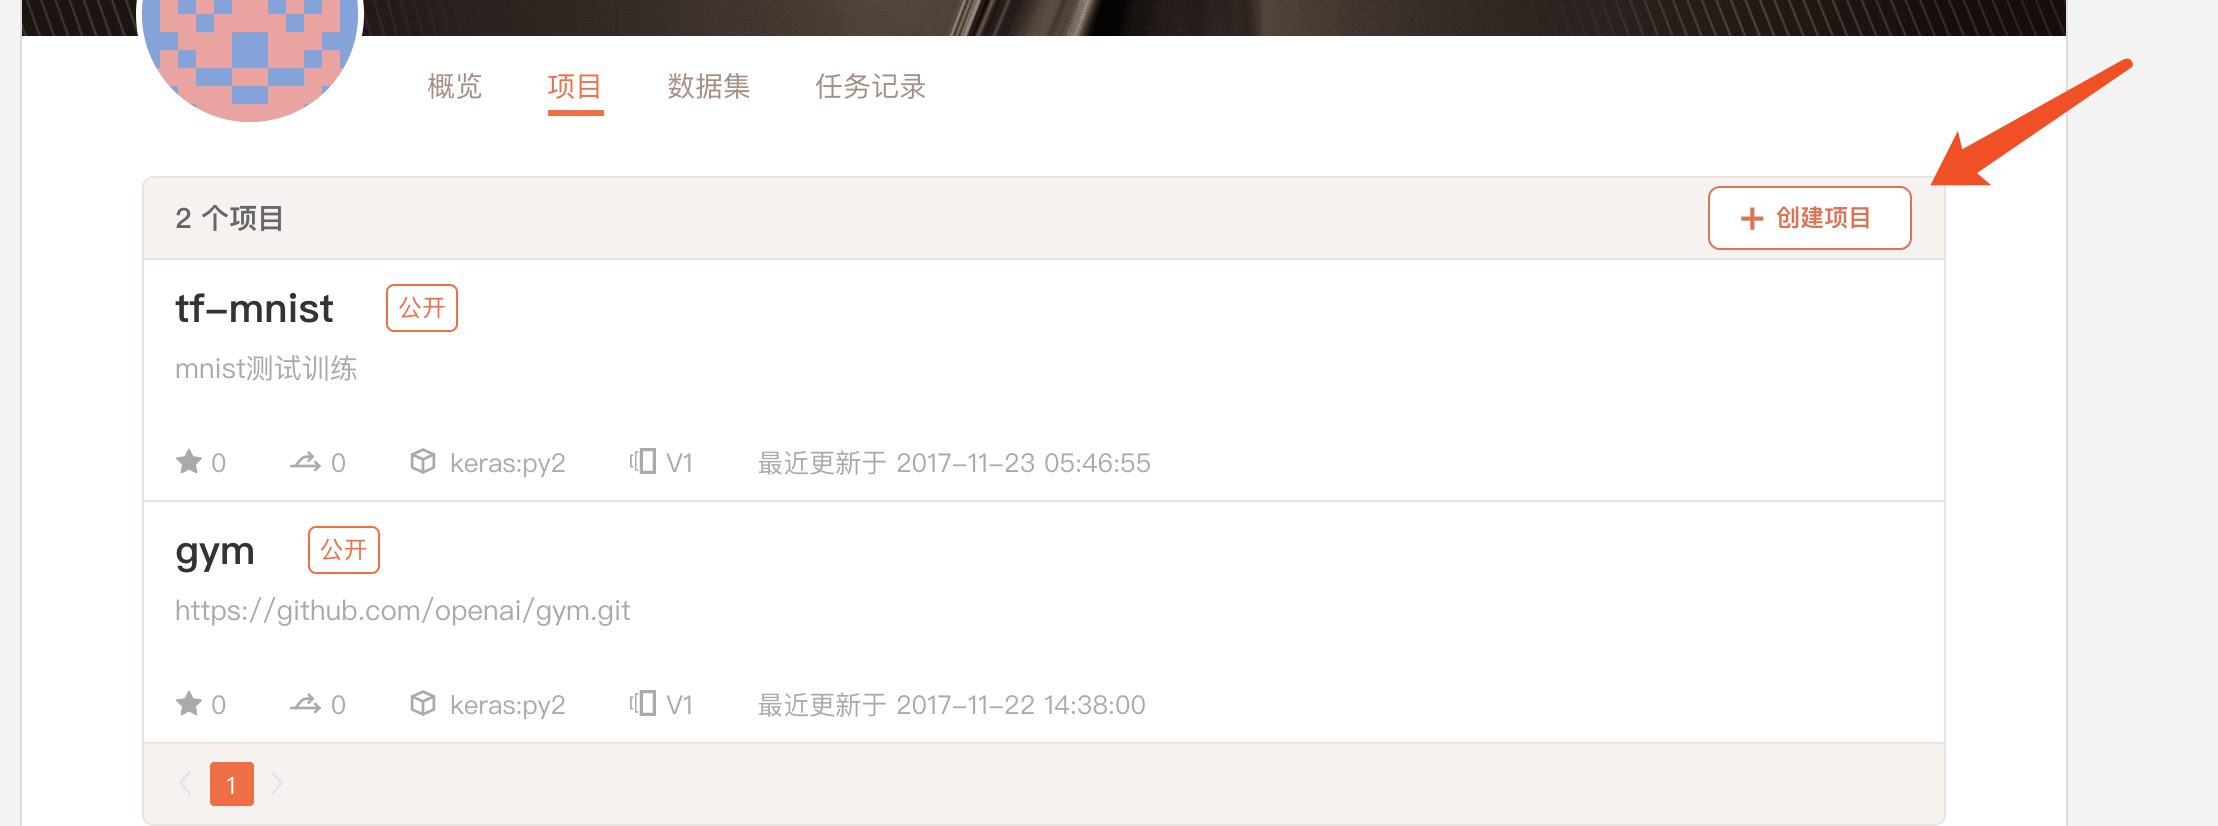 概览 项目 数据集 任务记录
2 个项目 + 创建项目
tf-mnist 公开
mnist测试训练
0 0 keras:py2 V1 最近更新于 2017-11-23 05:46:55
gym 公开
https://github.com/openai/gym.git
0 0 keras:py2 V1 最近更新于 2017-11-22 14:38:00
1